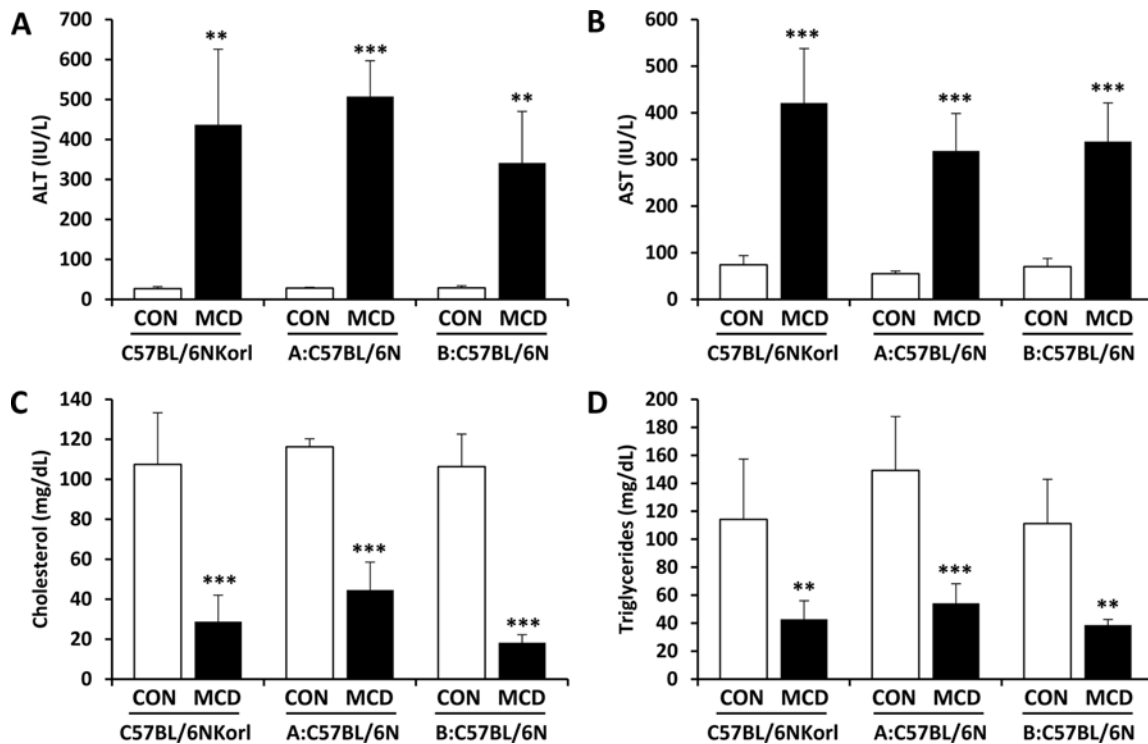 A
ALT (IU/L)
700
600
500
400
300
200
100
0
** *** **
CON MCD CON MCD CON MCD
C57BL/6NKorl A:C57BL/6N B:C57BL/6N
B
AST (IU/L)
600
500
400
300
200
100
0
*** *** ***
CON MCD CON MCD CON MCD
C57BL/6NKorl A:C57BL/6N B:C57BL/6N
C
Cholesterol (mg/dL)
140
120
100
80
60
40
20
0
*** *** ***
CON MCD CON MCD CON MCD
C57BL/6NKorl A:C57BL/6N B:C57BL/6N
D
Triglycerides (mg/dL)
200
180
160
140
120
100
80
60
40
20
0
** *** **
CON MCD CON MCD CON MCD
C57BL/6NKorl A:C57BL/6N B:C57BL/6N